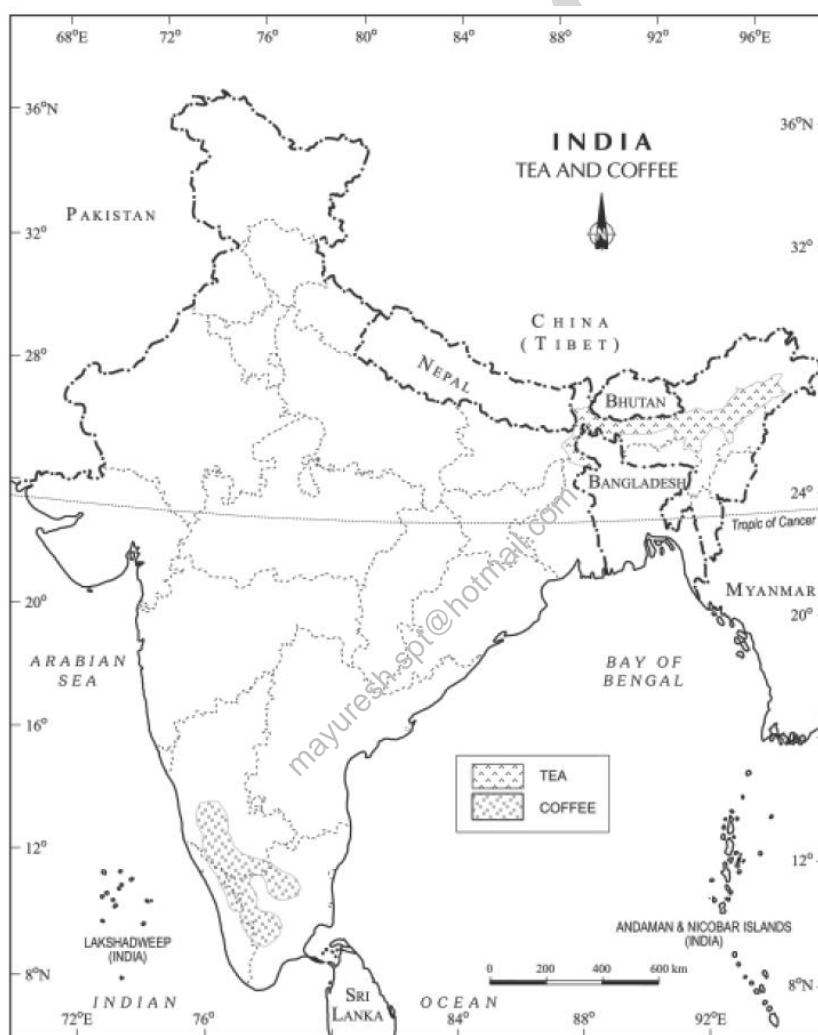 68°E 72° 76° 80° 84° 88° 92° 96°E
36°N 36°N
INDIA
TEA AND COFFEE
N
PAKISTAN
32° 32°
CHINA
(TIBET)
28° 28°
NEPAL
BHUTAN
BANGLADESH
24° 24°
Tropic of Cancer
MYANMAR
20° 20°
ARABIAN
SEA
BAY OF
BENGAL
mayuresh.spt@hotmail.com
16° 16°
TEA
COFFEE
12° 12°
LAKSHADWEEP
(INDIA)
ANDAMAN & NICOBAR ISLANDS
(INDIA)
0 200 400 600 km
8°N 8°N
INDIAN
SRI
LANKA
OCEAN
72°E 76° 84° 88° 92°E